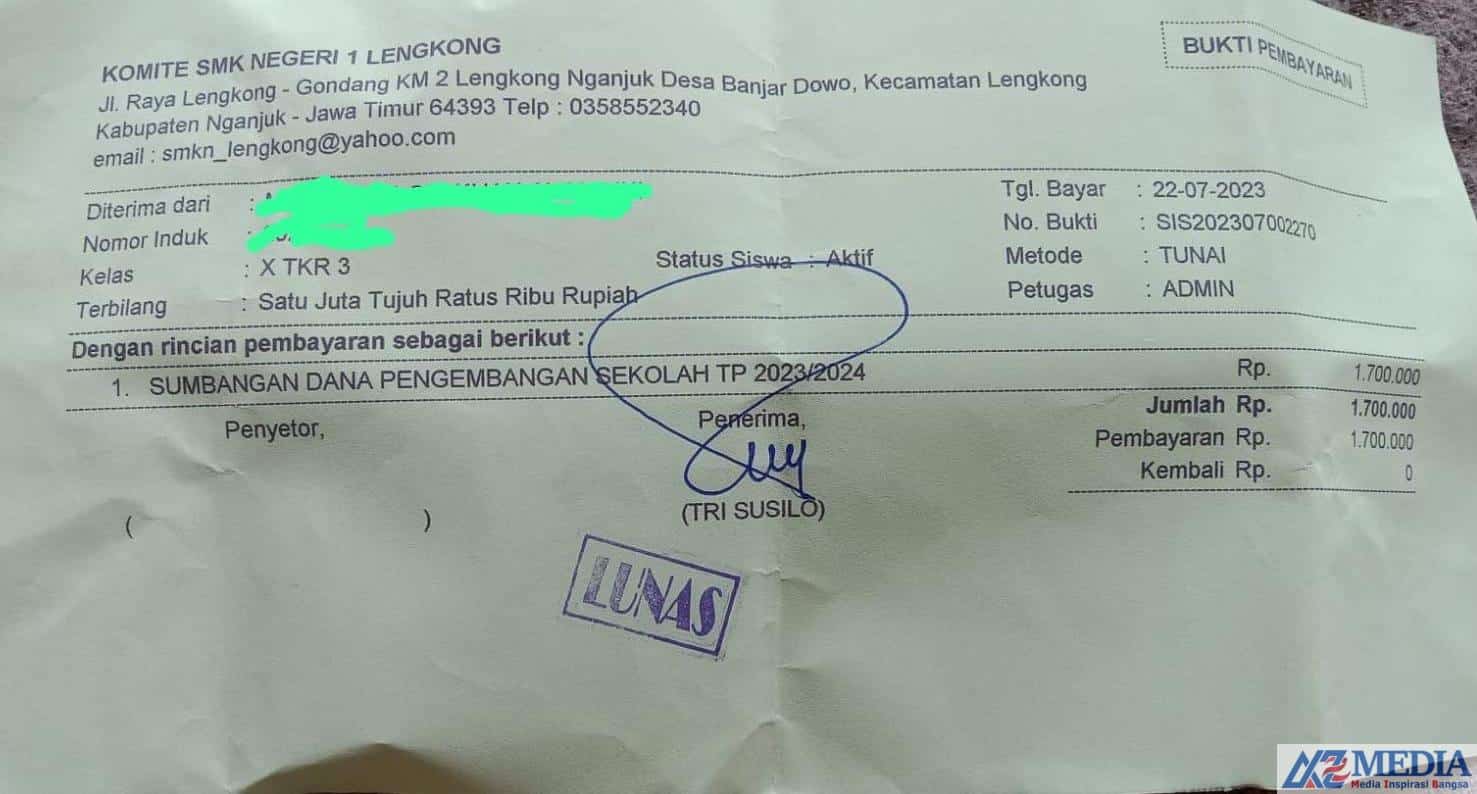 KOMITE SMK NEGERI 1 LENGKONG
Jl. Raya Lengkong - Gondang KM 2 Lengkong Nganjuk Desa Banjar Dowo, Kecamatan Lengkong
Kabupaten Nganjuk - Jawa Timur 64393 Telp : 0358552340
email : smkn_lengkong@yahoo.com
BUKTI PEMBAYARAN
Diterima dari :
Nomor Induk :
Kelas : X TKR 3
Status Siswa : Aktif
Terbilang : Satu Juta Tujuh Ratus Ribu Rupiah
Tgl. Bayar : 22-07-2023
No. Bukti : SIS202307002270
Metode : TUNAI
Petugas : ADMIN
Dengan rincian pembayaran sebagai berikut :
1. SUMBANGAN DANA PENGEMBANGAN SEKOLAH TP 2023/2024 Rp. 1.700.000
Jumlah Rp. 1.700.000
Pembayaran Rp. 1.700.000
Kembali Rp. 0
Penyetor,
Penerima,
( )
(TRI SUSILO)
LUNAS
MEDIA
Media Inspirasi Bangsa